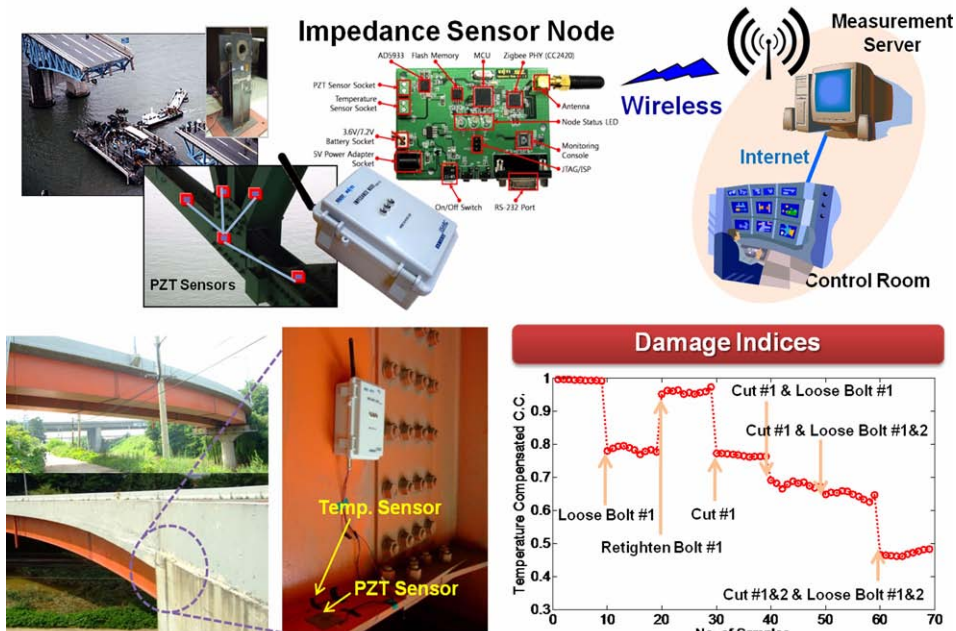 Impedance Sensor Node
Measurement
Server
AD5933 Flash Memory MCU Zigbee PHY (CC2420)
PZT Sensor Socket
Temperature
Sensor Socket
3.6V/7.2V
Battery Socket
5V Power Adapter
Socket
On/Off Switch
RS-232 Port
Antenna
Node Status LED
Monitoring
Console
JTAG/ISP
Wireless
Internet
Control Room
PZT Sensors
Temp. Sensor
PZT Sensor
Damage Indices
Temperature Compensated C.C.
1
0.9
0.8
0.7
0.6
0.5
0.4
0.3
0 10 20 30 40 50 60 70
Cut #1 & Loose Bolt #1
Cut #1 & Loose Bolt #1&2
Loose Bolt #1
Cut #1
Retighten Bolt #1
Cut #1&2 & Loose Bolt #1&2
No. of